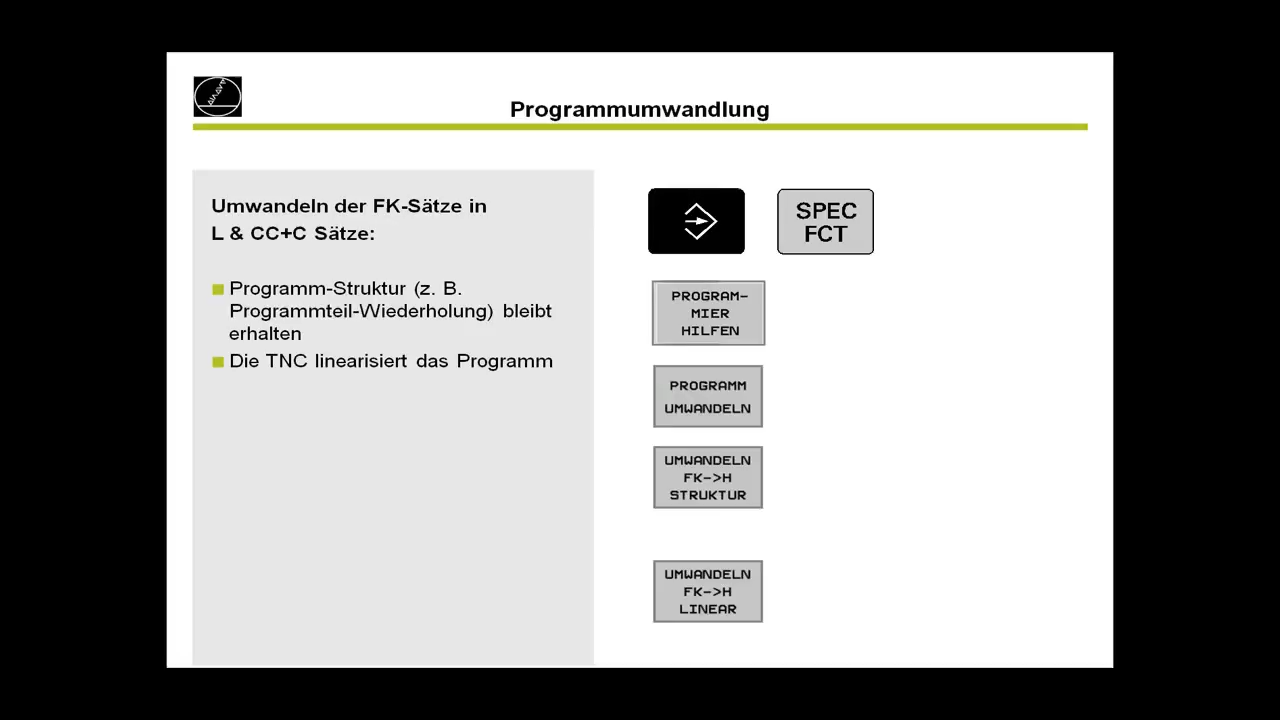 Programmumwandlung
Umwandeln der FK-Sätze in
L & CC+C Sätze:
Programm-Struktur (z. B.
Programmteil-Wiederholung) bleibt
erhalten
Die TNC linearisiert das Programm
SPEC
FCT
PROGRAM-
MIER
HILFEN
PROGRAMM
UMWANDELN
UMWANDELN
FK->H
STRUKTUR
UMWANDELN
FK->H
LINEAR